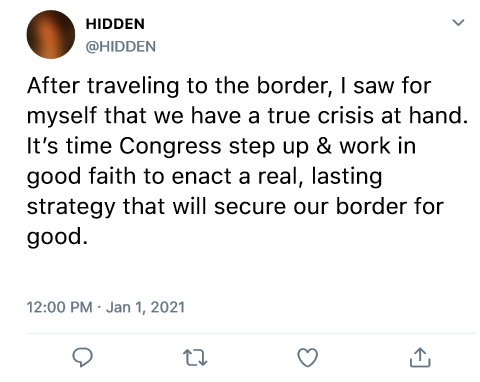 HIDDEN
@HIDDEN
After traveling to the border, I saw for
myself that we have a true crisis at hand.
It’s time Congress step up & work in
good faith to enact a real, lasting
strategy that will secure our border for
good.
12:00 PM · Jan 1, 2021